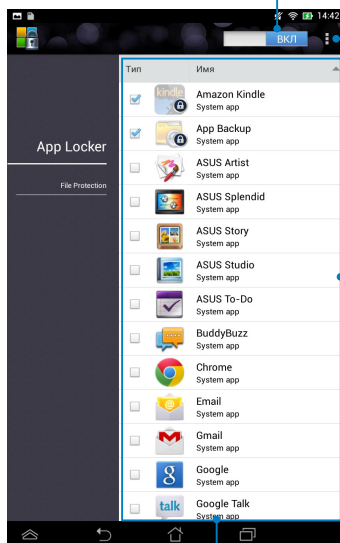 14:42
ВКЛ
App Locker
File Protection
Тип Имя
kindle
Amazon Kindle
System app
App Backup
System app
ASUS Artist
System app
ASUS Splendid
System app
ASUS Story
System app
ASUS Studio
System app
ASUS To-Do
System app
BuddyBuzz
System app
Chrome
System app
Email
System app
Gmail
System app
8
Google
System app
talk
Google Talk
System app